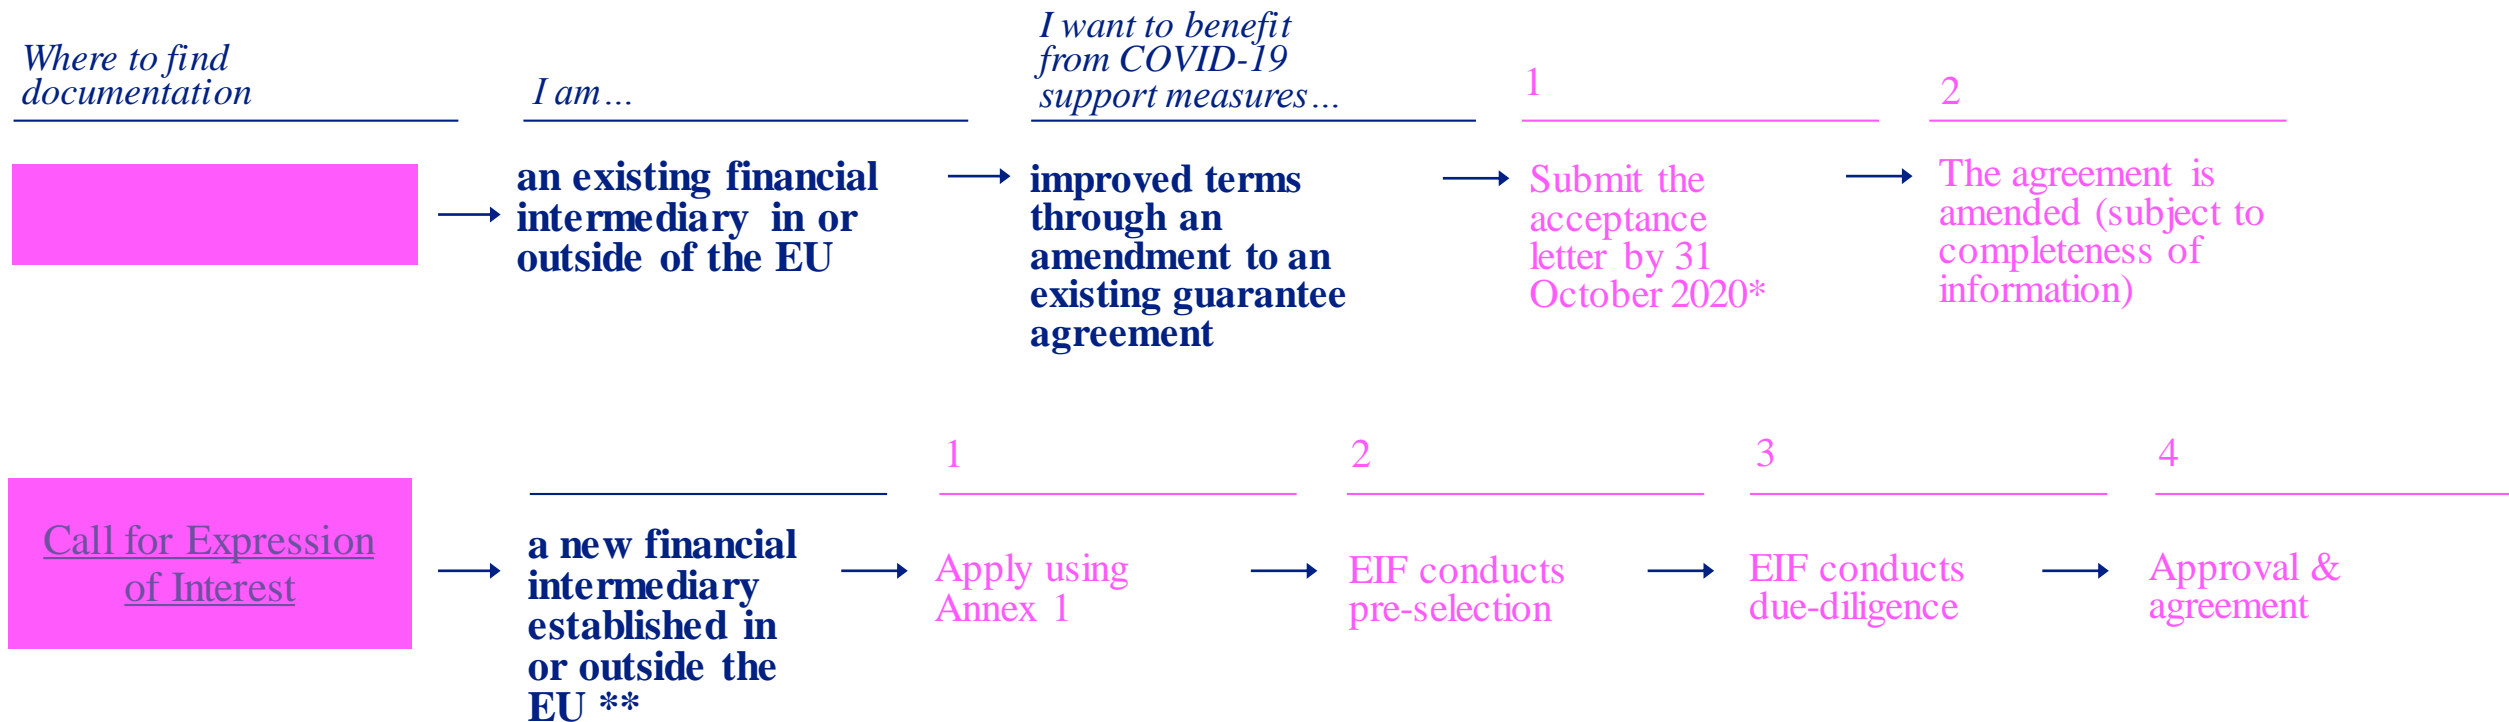 Where to find
documentation
I am...
I want to benefit
from COVID-19
support measures...
1
2
an existing financial
intermediary in or
outside of the EU
improved terms
through an
amendment to an
existing guarantee
agreement
Submit the
acceptance
letter by 31
October 2020*
The agreement is
amended (subject to
completeness of
information)
1
2
3
4
Call for Expression
of Interest
a new financial
intermediary
established in
or outside the
EU **
Apply using
Annex 1
EIF conducts
pre-selection
EIF conducts
due-diligence
Approval &
agreement